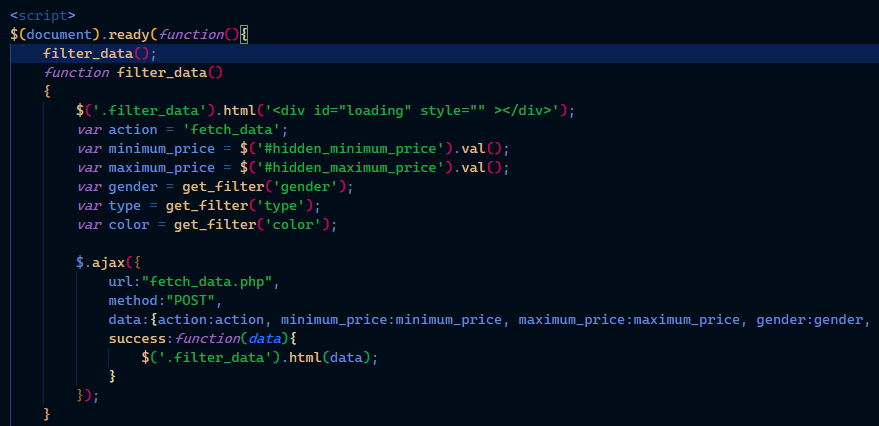 <script>
$(document).ready(function(){
    filter_data();
    function filter_data()
    {
        $('.filter_data').html('<div id="loading" style="" ></div>');
        var action = 'fetch_data';
        var minimum_price = $('#hidden_minimum_price').val();
        var maximum_price = $('#hidden_maximum_price').val();
        var gender = get_filter('gender');
        var type = get_filter('type');
        var color = get_filter('color');

        $.ajax({
            url:"fetch_data.php",
            method:"POST",
            data:{action:action, minimum_price:minimum_price, maximum_price:maximum_price, gender:gender,
            success:function(data){
                $('.filter_data').html(data);
            }
        });
    }